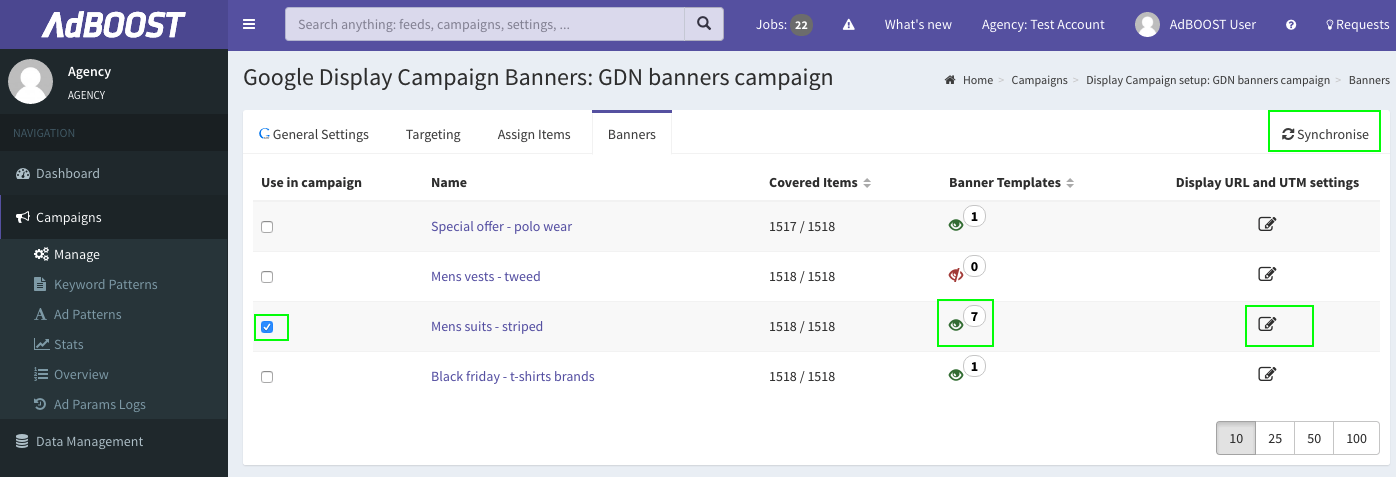 AdBOOST
Search anything: feeds, campaigns, settings, ...
Jobs: 22
What's new
Agency: Test Account
AdBOOST User
Requests
Agency
AGENCY
NAVIGATION
Dashboard
Campaigns
Manage
Keyword Patterns
Ad Patterns
Stats
Overview
Ad Params Logs
Data Management
Google Display Campaign Banners: GDN banners campaign
Home > Campaigns > Display Campaign setup: GDN banners campaign > Banners
General Settings
Targeting
Assign Items
Banners
Synchronise
Use in campaign Name Covered Items Banner Templates Display URL and UTM settings
Special offer - polo wear 1517 / 1518 1
Mens vests - tweed 1518 / 1518 0
Mens suits - striped 1518 / 1518 7
Black friday - t-shirts brands 1518 / 1518 1
10 25 50 100